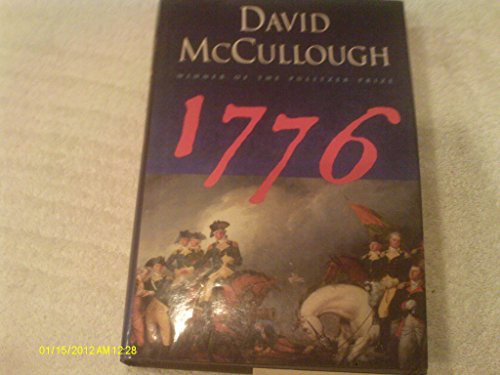 DAVID
McCULLOUGH
WINNER OF THE PULITZER PRIZE
1776
01/15/2012 AM 12:28